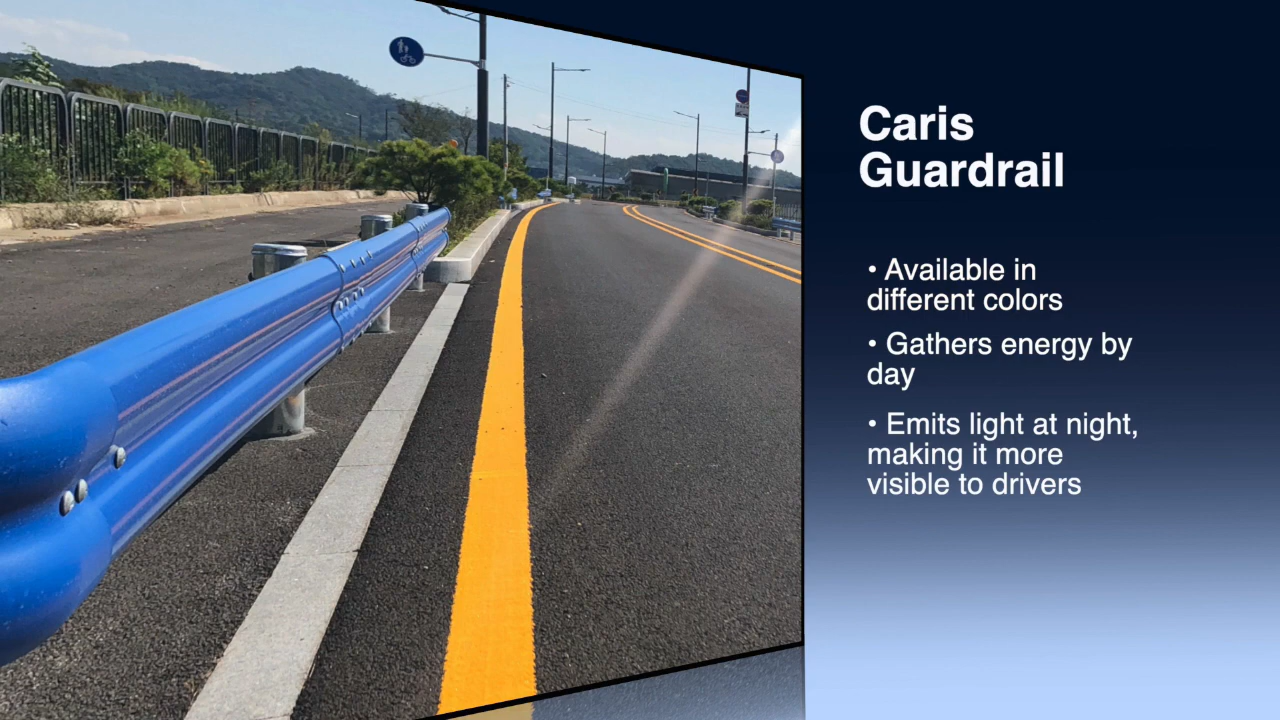 Caris
Guardrail
• Available in
different colors
• Gathers energy by
day
• Emits light at night,
making it more
visible to drivers